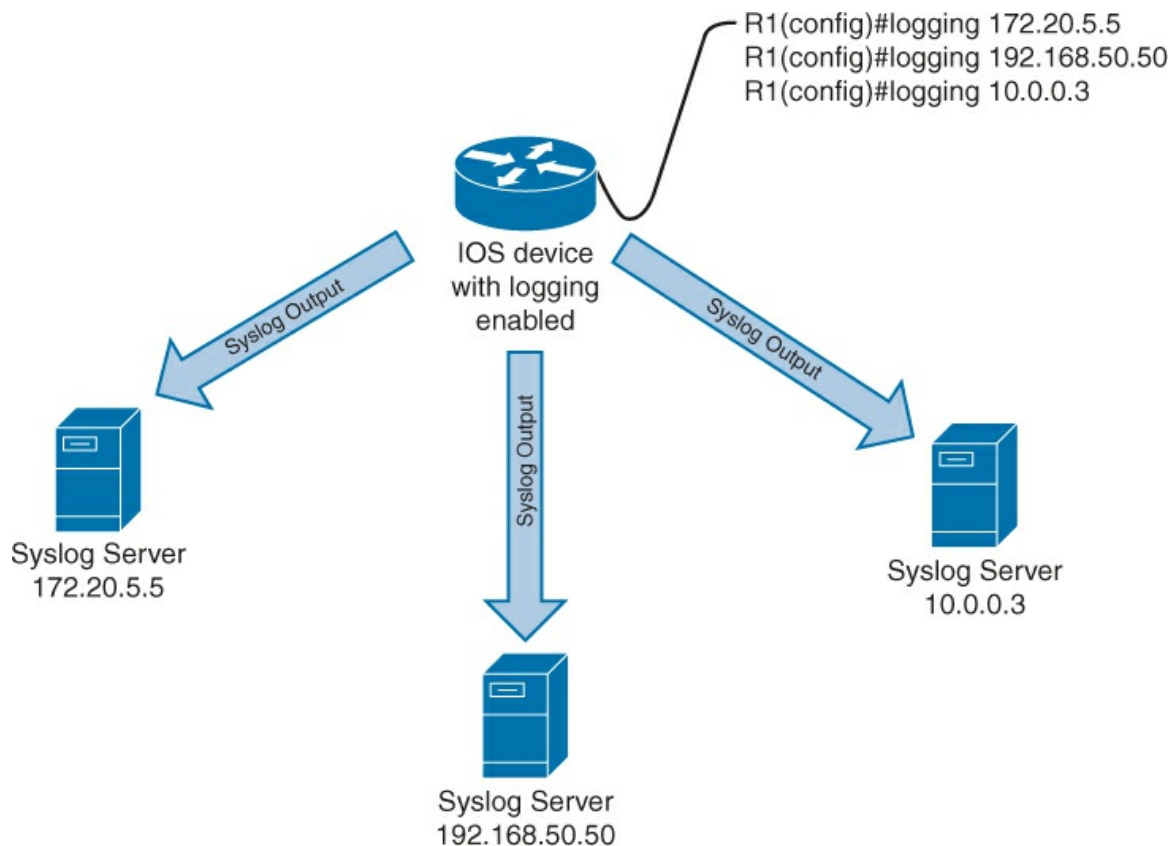 R1(config)#logging 172.20.5.5
R1(config)#logging 192.168.50.50
R1(config)#logging 10.0.0.3
IOS device
with logging
enabled
Syslog Output
Syslog Output
Syslog Output
Syslog Server
172.20.5.5
Syslog Server
10.0.0.3
Syslog Server
192.168.50.50